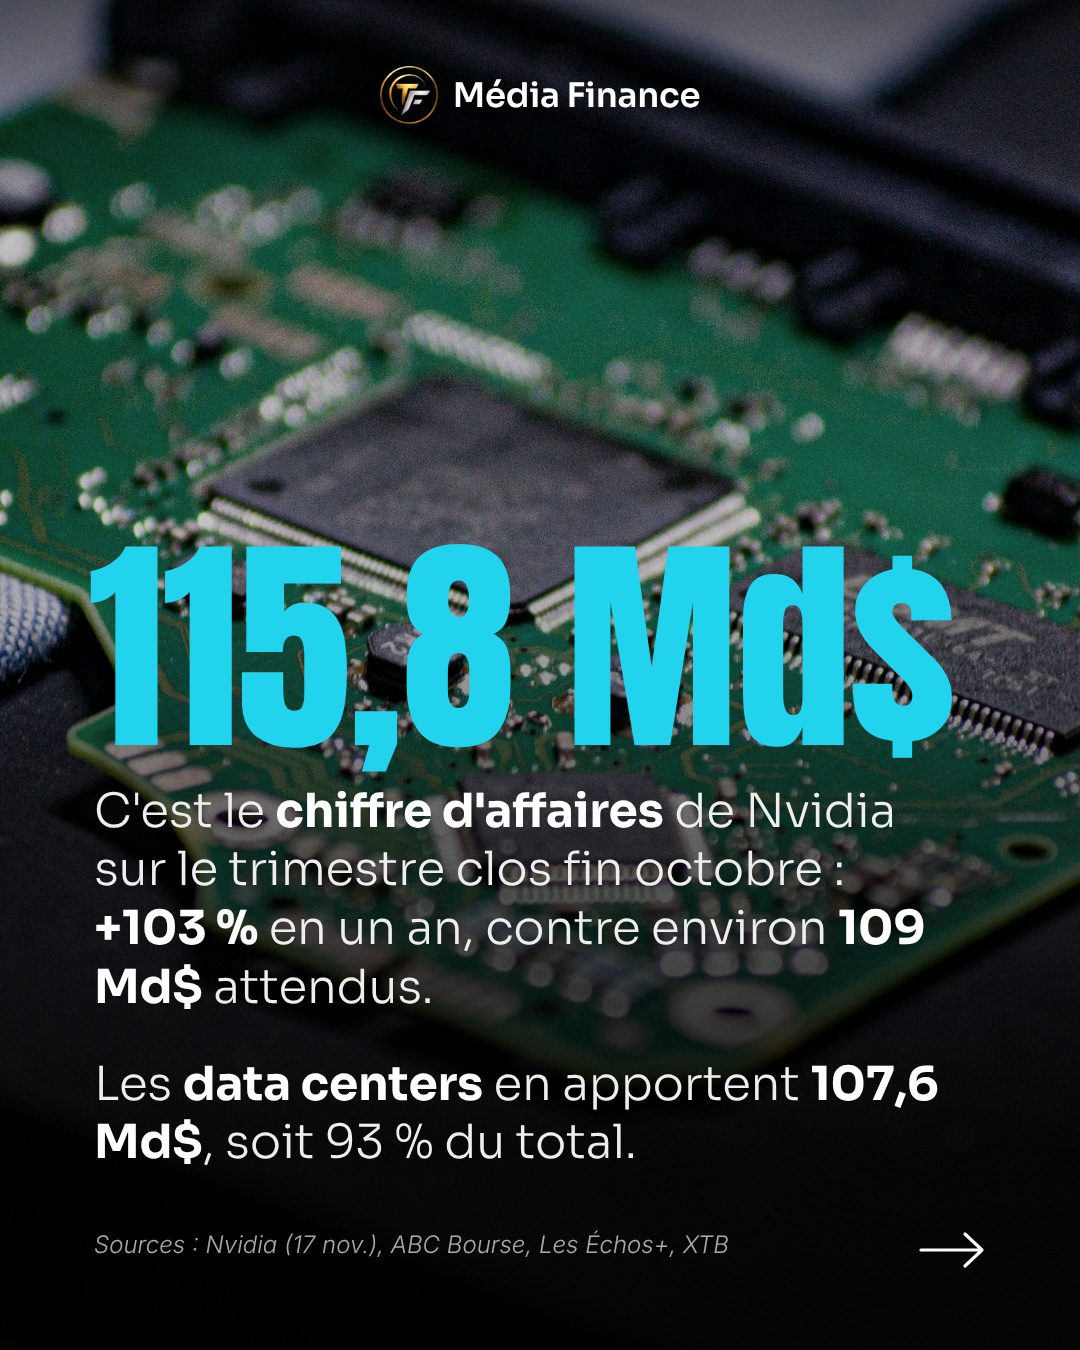 Média Finance
115,8 Md$
C'est le chiffre d'affaires de Nvidia
sur le trimestre clos fin octobre :
+103 % en un an, contre environ 109
Md$ attendus.
Les data centers en apportent 107,6
Md$, soit 93 % du total.
Sources : Nvidia (17 nov.), ABC Bourse, Les Échos+, XTB